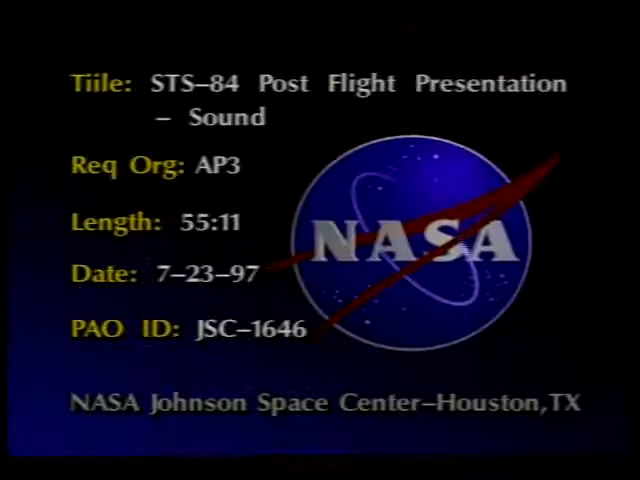 Tiile: STS–84 Post Flight Presentation
– Sound
Req Org: AP3
Length: 55:11
Date: 7–23–97
PAO ID: JSC–1646
NASA
NASA Johnson Space Center–Houston,TX